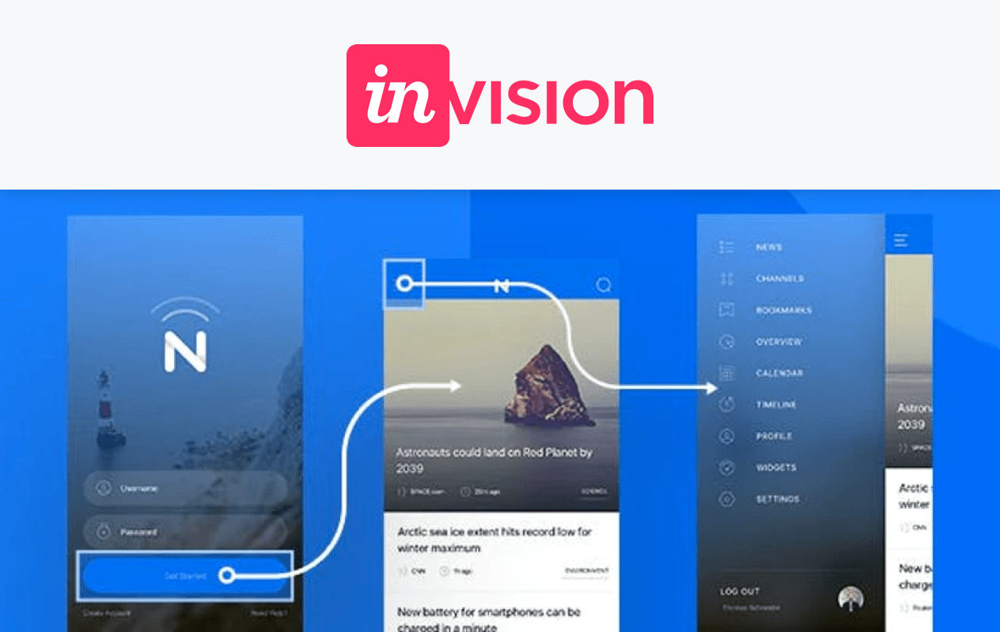 invision
N
Username
Password
Get Started
Create Account
Need Help?
N
Astronauts could land on Red Planet by
2039
SPACE.com
25m ago
SCIENCE
Arctic sea ice extent hits record low for
winter maximum
CNN
1h ago
ENVIRONMENT
New battery for smartphones can be
charged in a minute
NEWS
CHANNELS
BOOKMARKS
OVERVIEW
CALENDAR
TIMELINE
PROFILE
WIDGETS
SETTINGS
LOG OUT
Astron
2039
SPACE
Arctic
winter
CNN
New b
charge